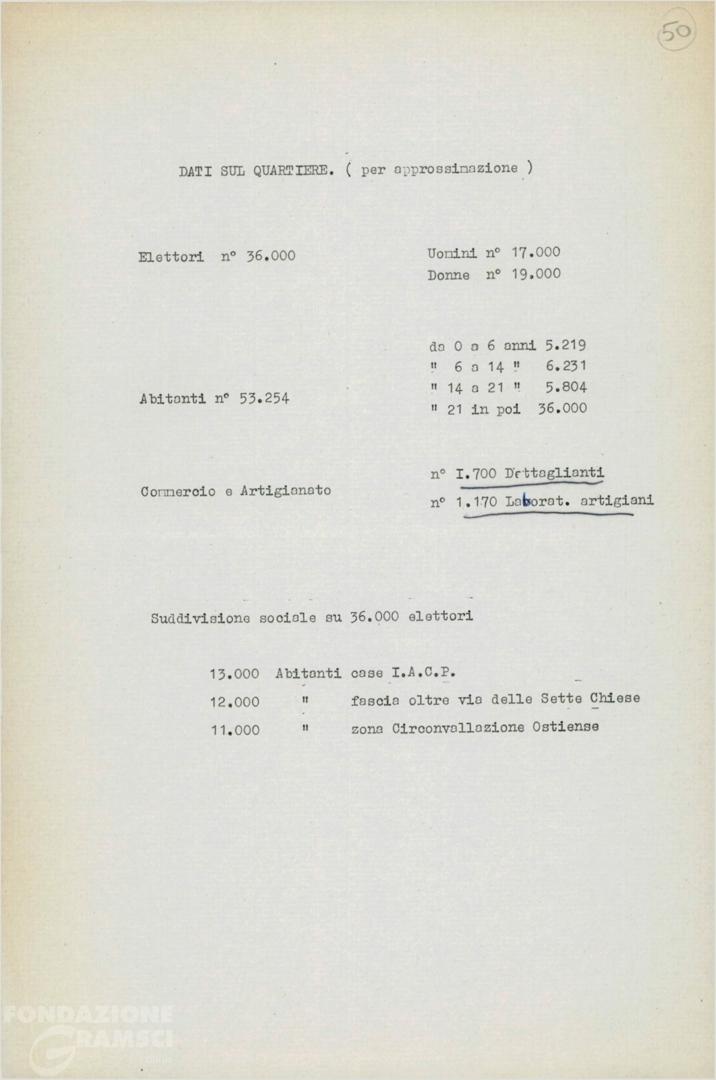 50
DATI SUL QUARTIERE. ( per approssimazione )
Elettori n° 36.000
Uomini n° 17.000
Donne n° 19.000
Abitanti n° 53.254
da 0 a 6 anni 5.219
" 6 a 14 " 6.231
" 14 a 21 " 5.804
" 21 in poi 36.000
Commercio e Artigianato
n° I.700 Dettaglianti
n° 1.170 Laborat. artigiani
Suddivisione sociale su 36.000 elettori
13.000 Abitanti case I.A.C.P.
12.000 " fascia oltre via delle Sette Chiese
11.000 " zona Circonvallazione Ostiense
FONDAZIONE
GRAMSCI